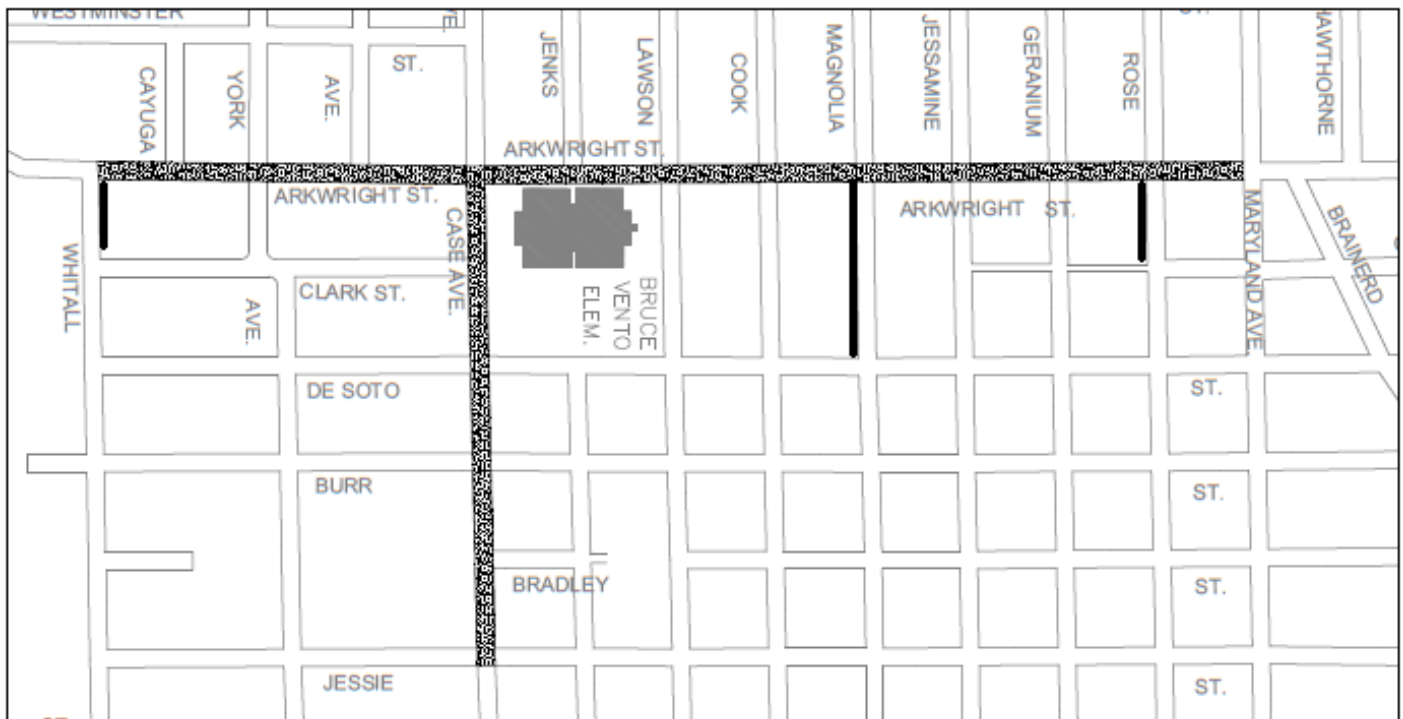 WESTMINSTER
ST.
AVE.
CAYUGA
YORK
AVE.
JENKS
LAWSON
COOK
MAGNOLIA
JESSAMINE
GERANIUM
ROSE
HAWTHORNE
ARKWRIGHT ST.
ARKWRIGHT ST.
ARKWRIGHT ST.
WHITALL
CASE AVE.
MARYLAND AVE.
BRAINERD
BRUCE
VENTO
ELEM.
CLARK ST.
AVE.
DE SOTO
ST.
BURR
ST.
BRADLEY
ST.
JESSIE
ST.